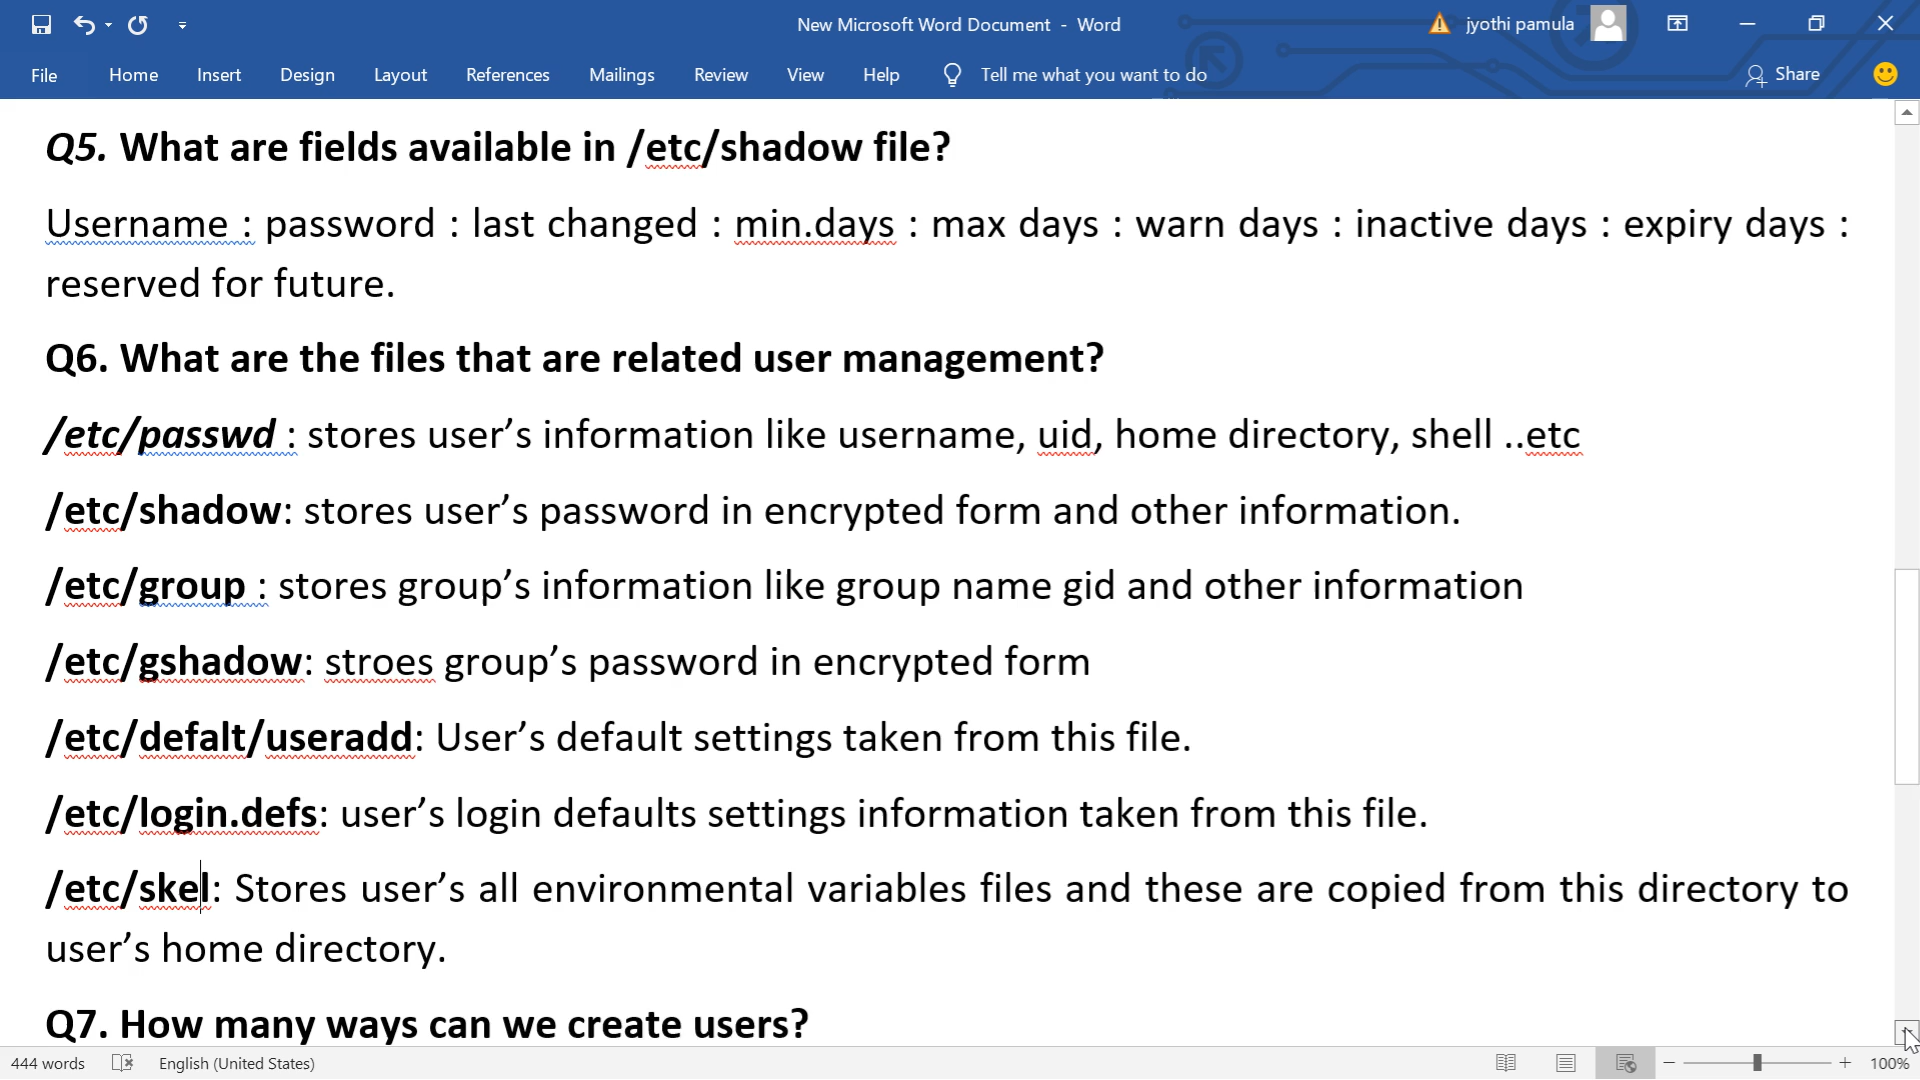 New Microsoft Word Document - Word
jyothi pamula
File Home Insert Design Layout References Mailings Review View Help Tell me what you want to do Share
Q5. What are fields available in /etc/shadow file?
Username : password : last changed : min.days : max days : warn days : inactive days : expiry days :
reserved for future.
Q6. What are the files that are related user management?
/etc/passwd : stores user’s information like username, uid, home directory, shell ..etc
/etc/shadow: stores user’s password in encrypted form and other information.
/etc/group : stores group’s information like group name gid and other information
/etc/gshadow: stroes group’s password in encrypted form
/etc/defalt/useradd: User’s default settings taken from this file.
/etc/login.defs: user’s login defaults settings information taken from this file.
/etc/skel: Stores user’s all environmental variables files and these are copied from this directory to
user’s home directory.
Q7. How many ways can we create users?
444 words English (United States) 100%